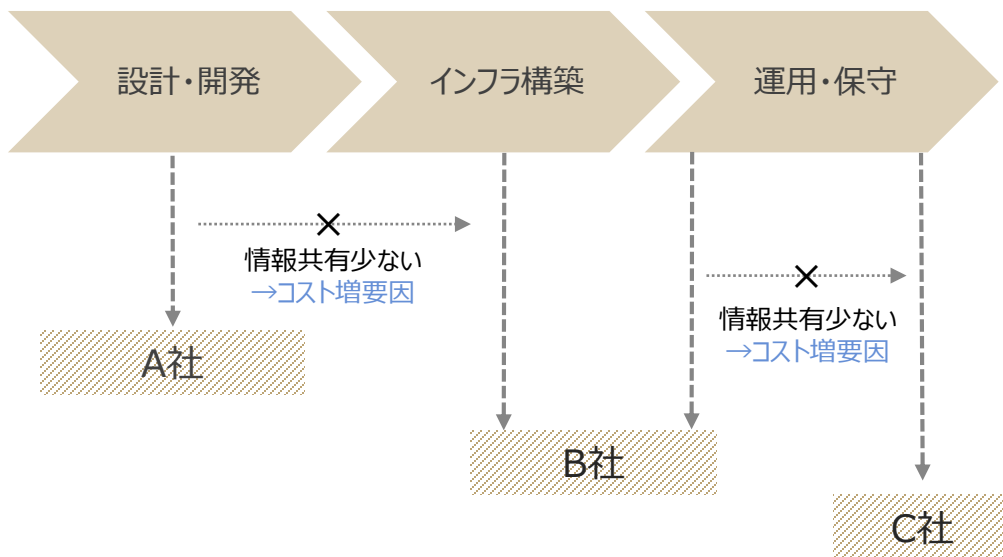 設計・開発
インフラ構築
運用・保守
情報共有少ない
→コスト増要因
情報共有少ない
→コスト増要因
A社
B社
C社